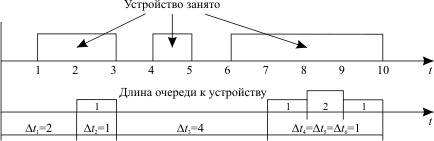 Устройство занято
1 2 3 4 5 6 7 8 9 10 t
Длина очереди к устройству
1 1 2 1 t
Δt₁=2 Δt₂=1 Δt₃=4 Δt₄=Δt₅=Δt₆=1